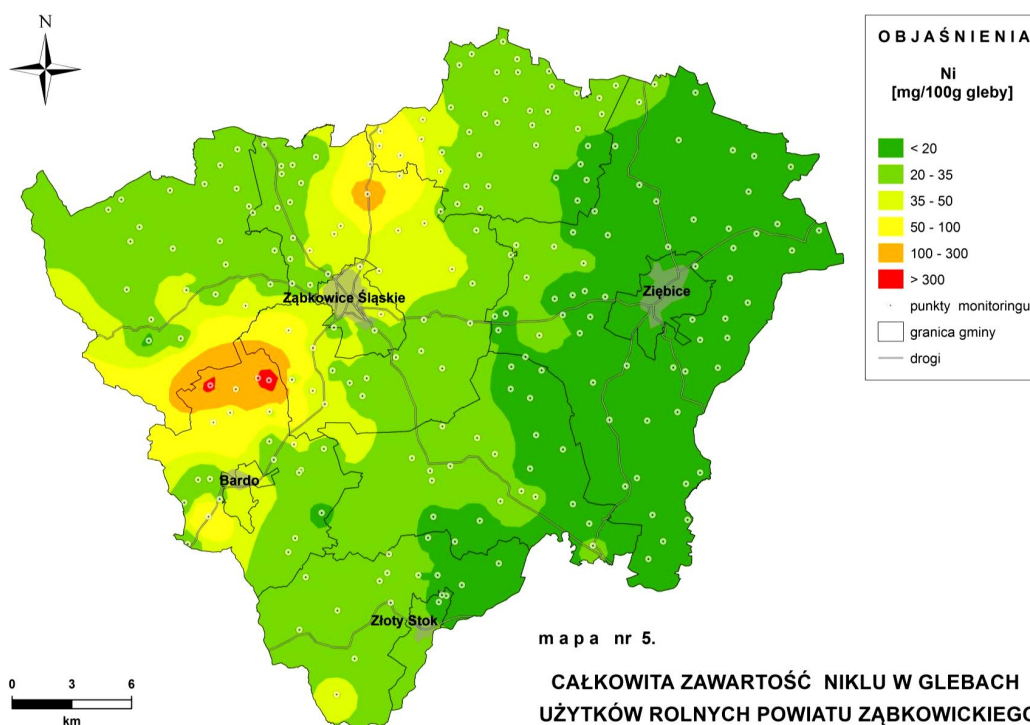 N
O B J A Ś N I E N I A
Ni
[mg/100g gleby]
< 20
20 - 35
35 - 50
50 - 100
100 - 300
> 300
punkty monitoringu
granica gminy
drogi
Ząbkowice Śląskie
Ziębice
Bardo
Złoty Stok
0 3 6
km
m a p a nr 5.
CAŁKOWITA ZAWARTOŚĆ NIKLU W GLEBACH
UŻYTKÓW ROLNYCH POWIATU ZĄBKOWICKIEGO